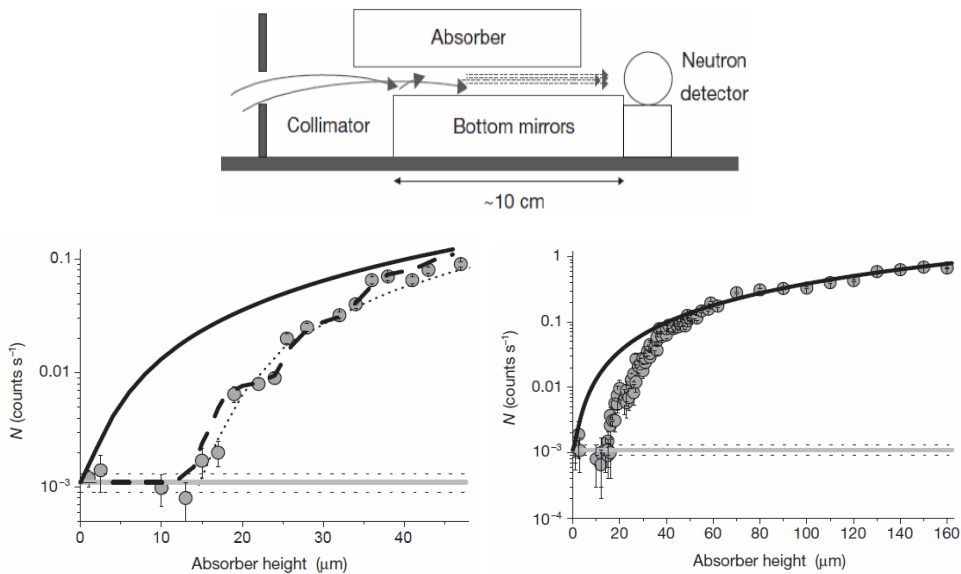 Absorber
Neutron
detector
Collimator
Bottom mirrors
~10 cm
0.1
0.01
10⁻³
N (counts s⁻¹)
0
10
20
30
40
Absorber height (μm)
1
0.1
0.01
10⁻³
10⁻⁴
N (counts s⁻¹)
0
20
40
60
80
100
120
140
160
Absorber height (μm)